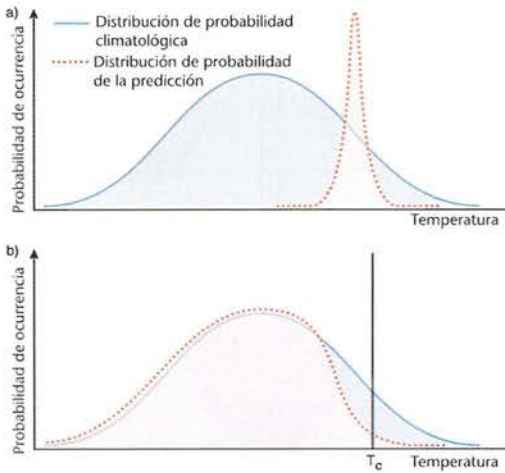 a)
Distribución de probabilidad
climatológica
Distribución de probabilidad
de la predicción
Probabilidad de ocurrencia
Temperatura
b)
Probabilidad de ocurrencia
Tc
Temperatura